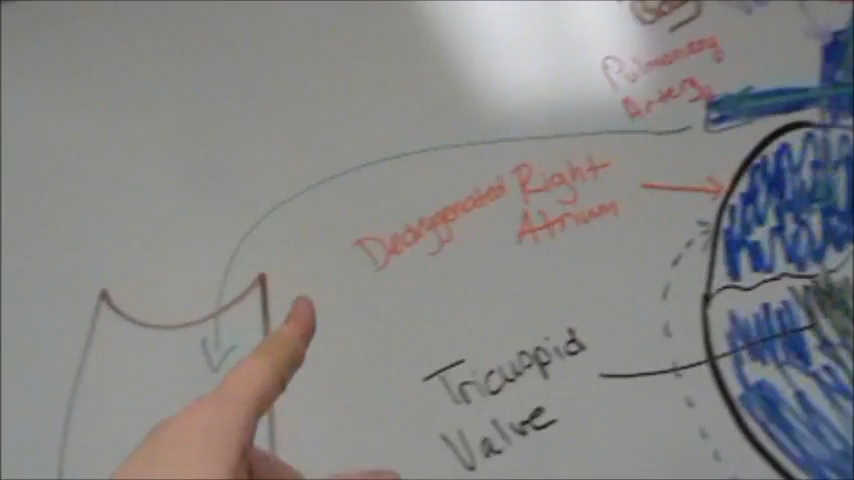 Pulmonary
Artery
Deoxygenated Right
Atrium
Tricuspid
Valve